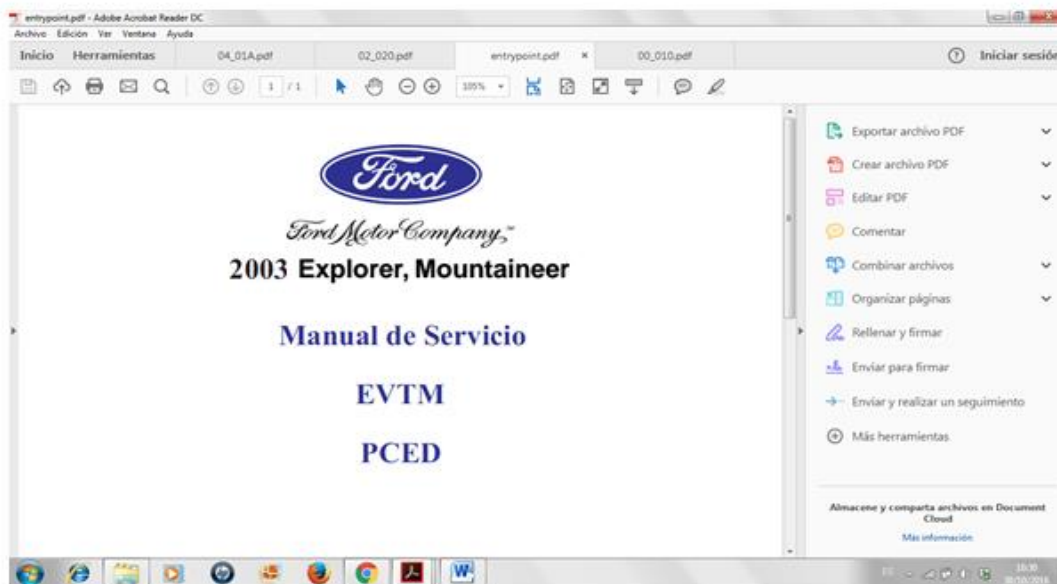 entrypoint.pdf - Adobe Acrobat Reader DC
Archivo Edición Ver Ventana Ayuda
Inicio Herramientas 04_01A.pdf 02_020.pdf entrypoint.pdf × 00_010.pdf Iniciar sesión
1 / 1 105%
Exportar archivo PDF
Crear archivo PDF
Editar PDF
Comentar
Combinar archivos
Organizar páginas
Rellenar y firmar
Enviar para firmar
Enviar y realizar un seguimiento
Más herramientas
Almacene y comparta archivos en Document
Cloud
Más información
Ford
Ford Motor Company,™
2003 Explorer, Mountaineer
Manual de Servicio
EVTM
PCED
ES